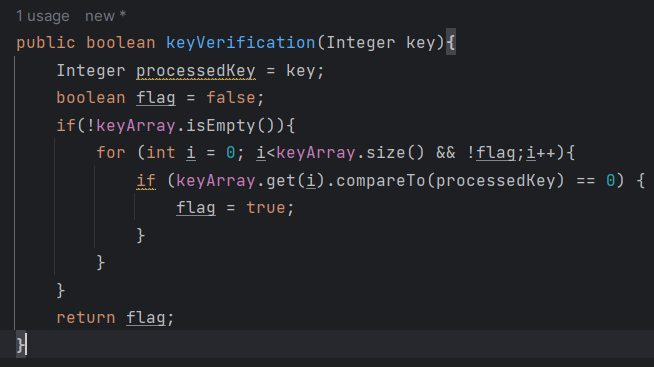 1 usage   new *
public boolean keyVerification(Integer key){
    Integer processedKey = key;
    boolean flag = false;
    if(!keyArray.isEmpty()){
        for (int i = 0; i<keyArray.size() && !flag;i++){
            if (keyArray.get(i).compareTo(processedKey) == 0) {
                flag = true;
            }
        }
    }
    return flag;
}